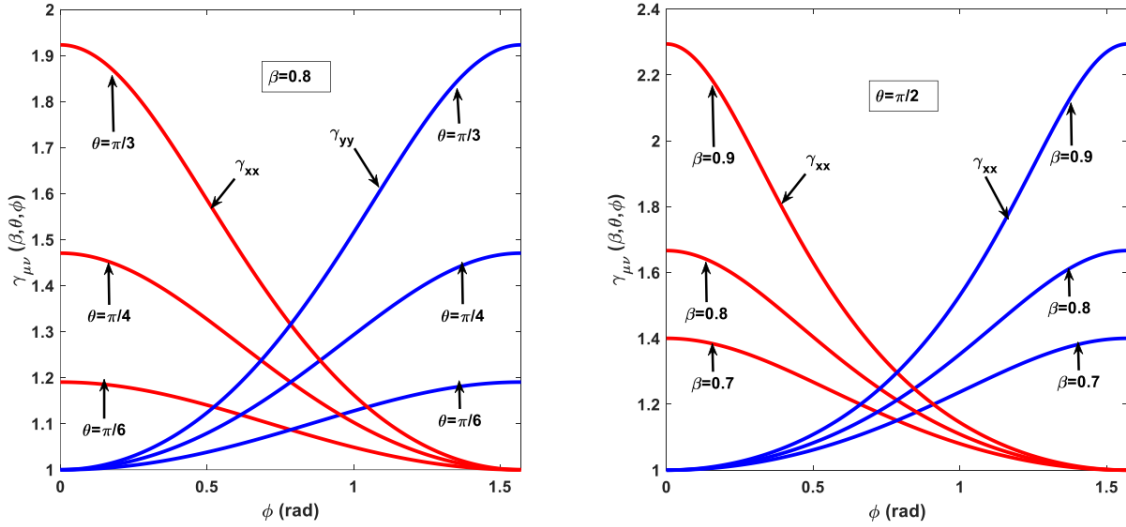 2
1.9
1.8
1.7
1.6
1.5
1.4
1.3
1.2
1.1
1
γμν (β,θ,ϕ)
β=0.8
θ=π/3
γxx
γyy
θ=π/3
θ=π/4
θ=π/4
θ=π/6
θ=π/6
0 0.5 1 1.5
ϕ (rad)
2.4
2.2
2
1.8
1.6
1.4
1.2
1
γμν (β,θ,ϕ)
θ=π/2
β=0.9
β=0.9
γxx
γxx
β=0.8
β=0.8
β=0.7
β=0.7
0 0.5 1 1.5
ϕ (rad)